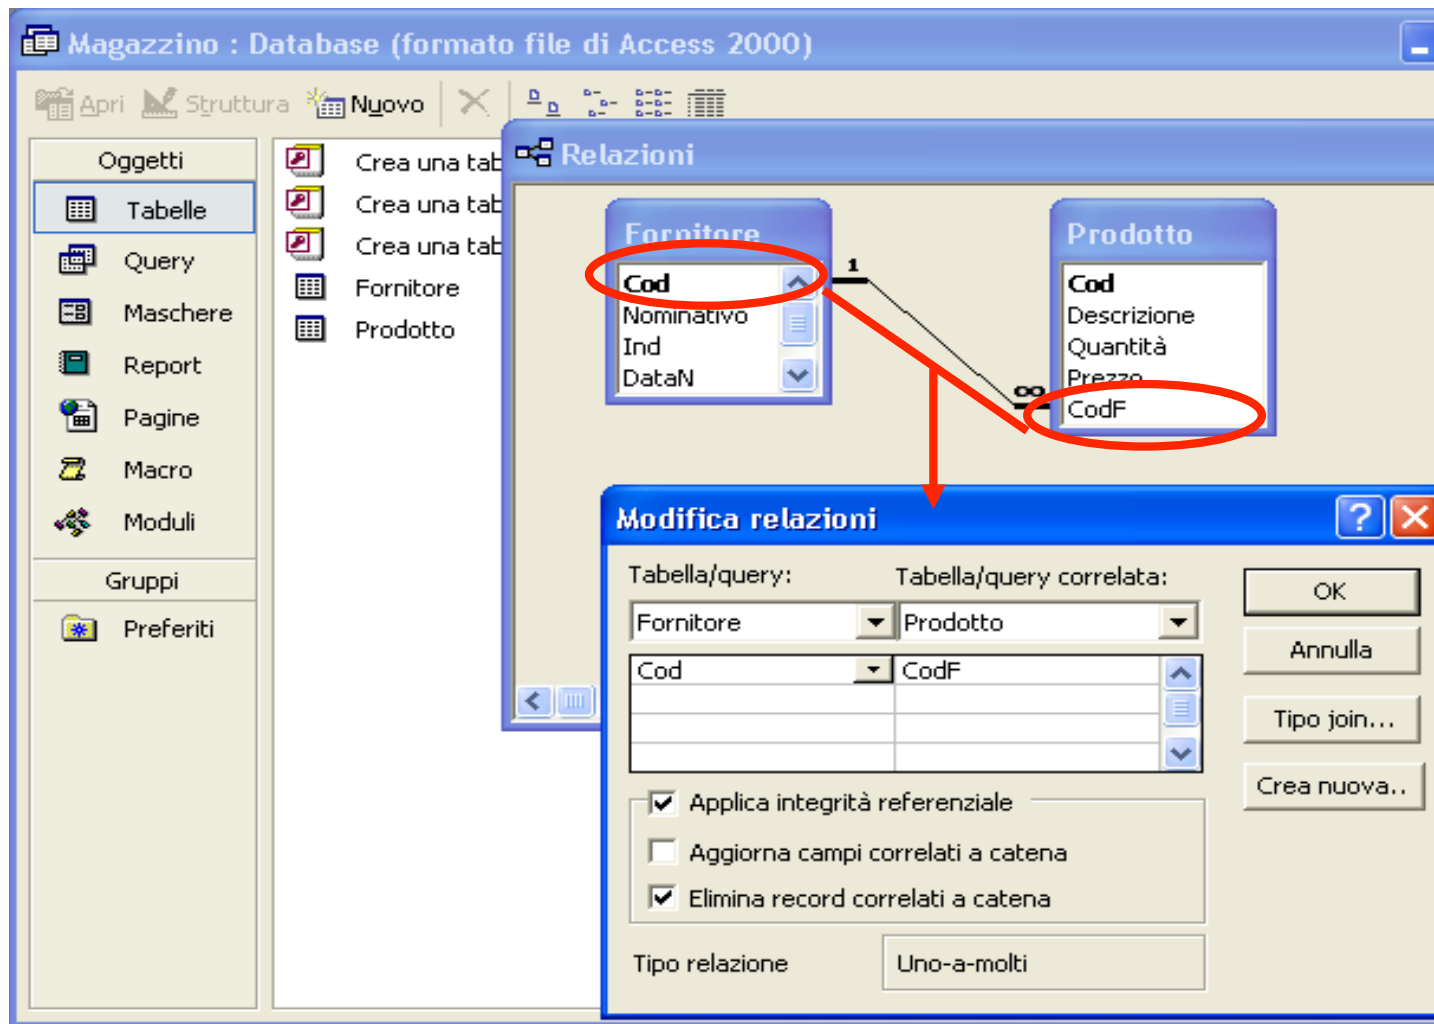 Magazzino : Database (formato file di Access 2000)
Apri Struttura Nuovo
Oggetti
Tabelle
Query
Maschere
Report
Pagine
Macro
Moduli
Gruppi
Preferiti
Crea una tab
Crea una tab
Crea una tab
Fornitore
Prodotto
Relazioni
Fornitore
Cod
Nominativo
Ind
DataN
1
∞
Prodotto
Cod
Descrizione
Quantità
Prezzo
CodF
Modifica relazioni
Tabella/query: Tabella/query correlata:
Fornitore Prodotto
Cod CodF
Applica integrità referenziale
Aggiorna campi correlati a catena
Elimina record correlati a catena
Tipo relazione Uno-a-molti
OK
Annulla
Tipo join...
Crea nuova..